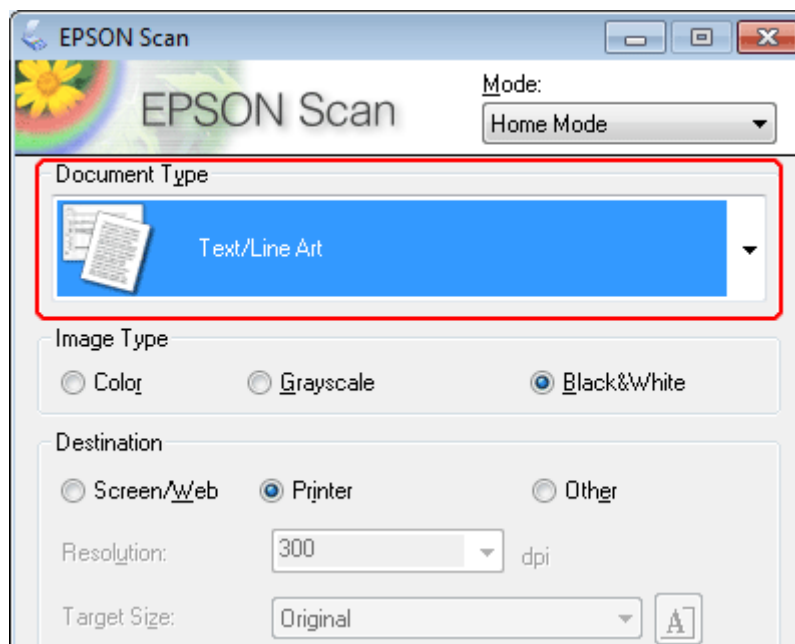 EPSON Scan
EPSON Scan
Mode:
Home Mode
Document Type
Text/Line Art
Image Type
Color Grayscale Black&White
Destination
Screen/Web Printer Other
Resolution: 300 dpi
Target Size: Original A